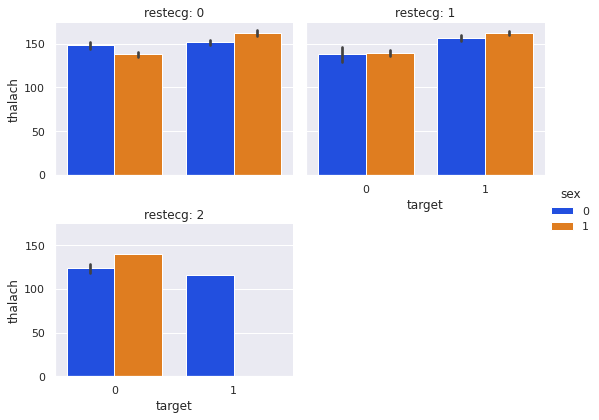 restecg: 0
restecg: 1
thalach
150
100
50
0
0
1
target
sex
0
1
restecg: 2
thalach
150
100
50
0
0
1
target